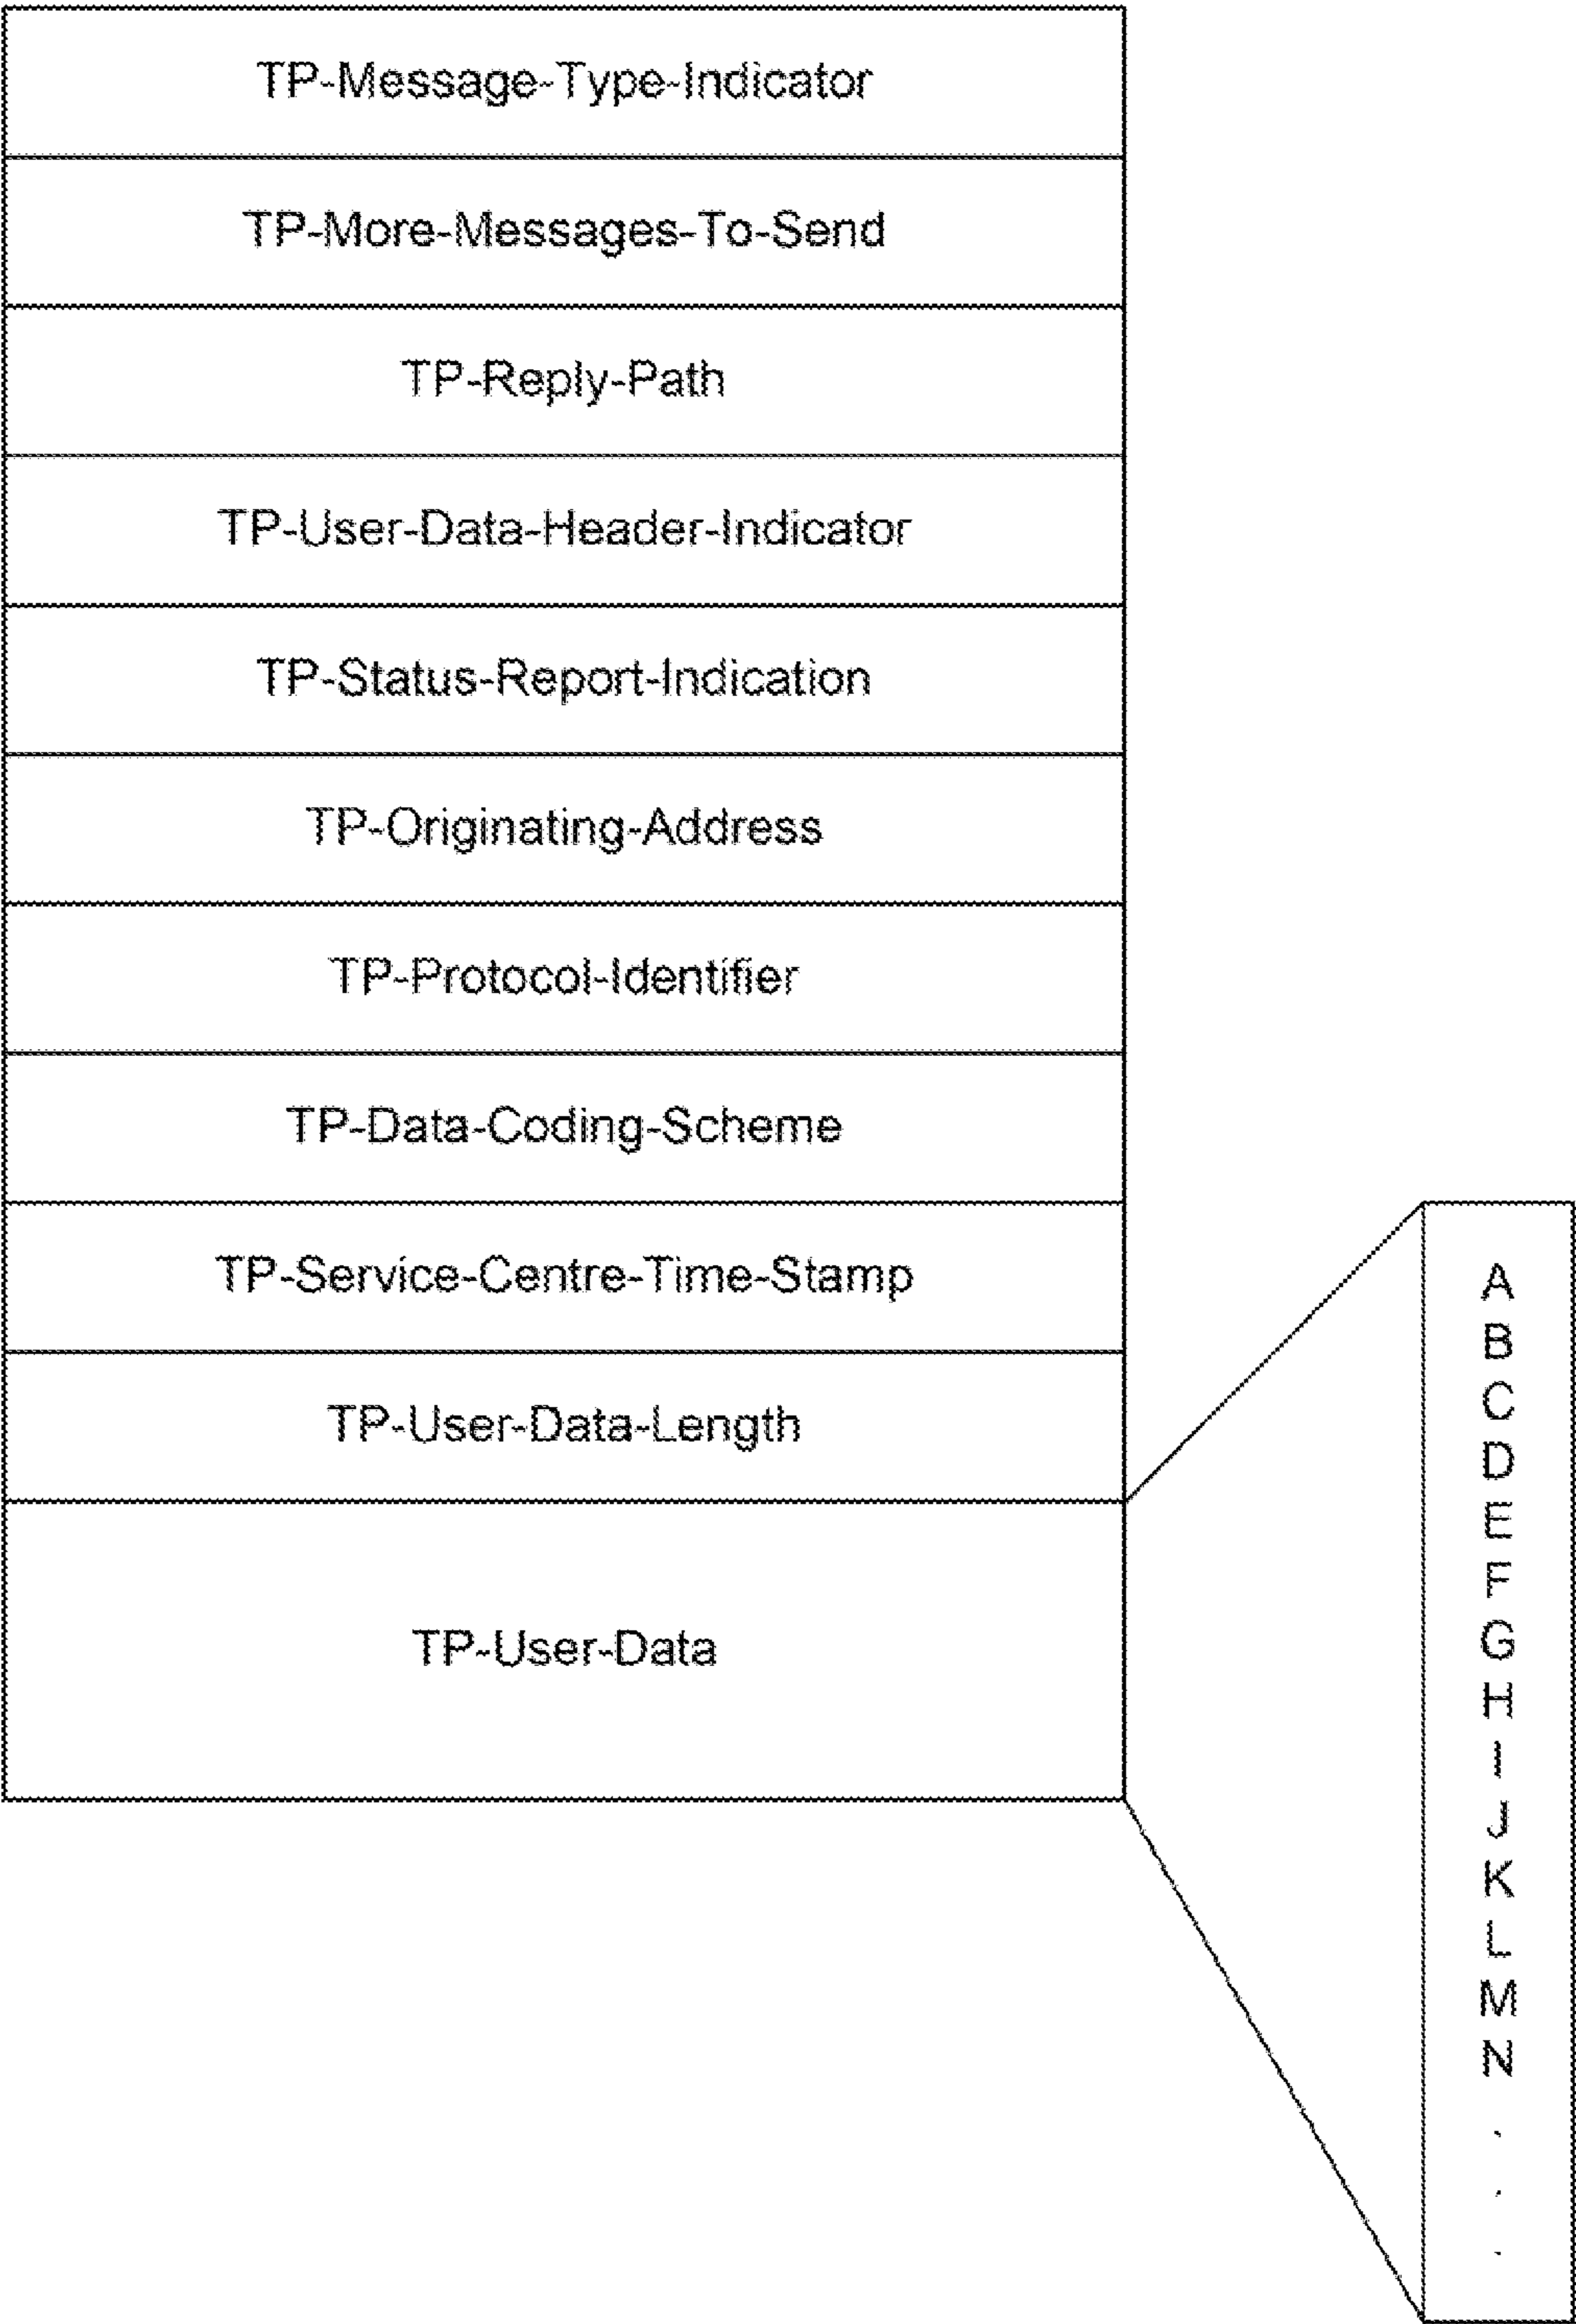 TP-Message-Type-Indicator
TP-More-Messages-To-Send
TP-Reply-Path
TP-User-Data-Header-Indicator
TP-Status-Report-Indication
TP-Originating-Address
TP-Protocol-Identifier
TP-Data-Coding-Scheme
TP-Service-Centre-Time-Stamp
TP-User-Data-Length
TP-User-Data
A
B
C
D
E
F
G
H
I
J
K
L
M
N
.
.
.